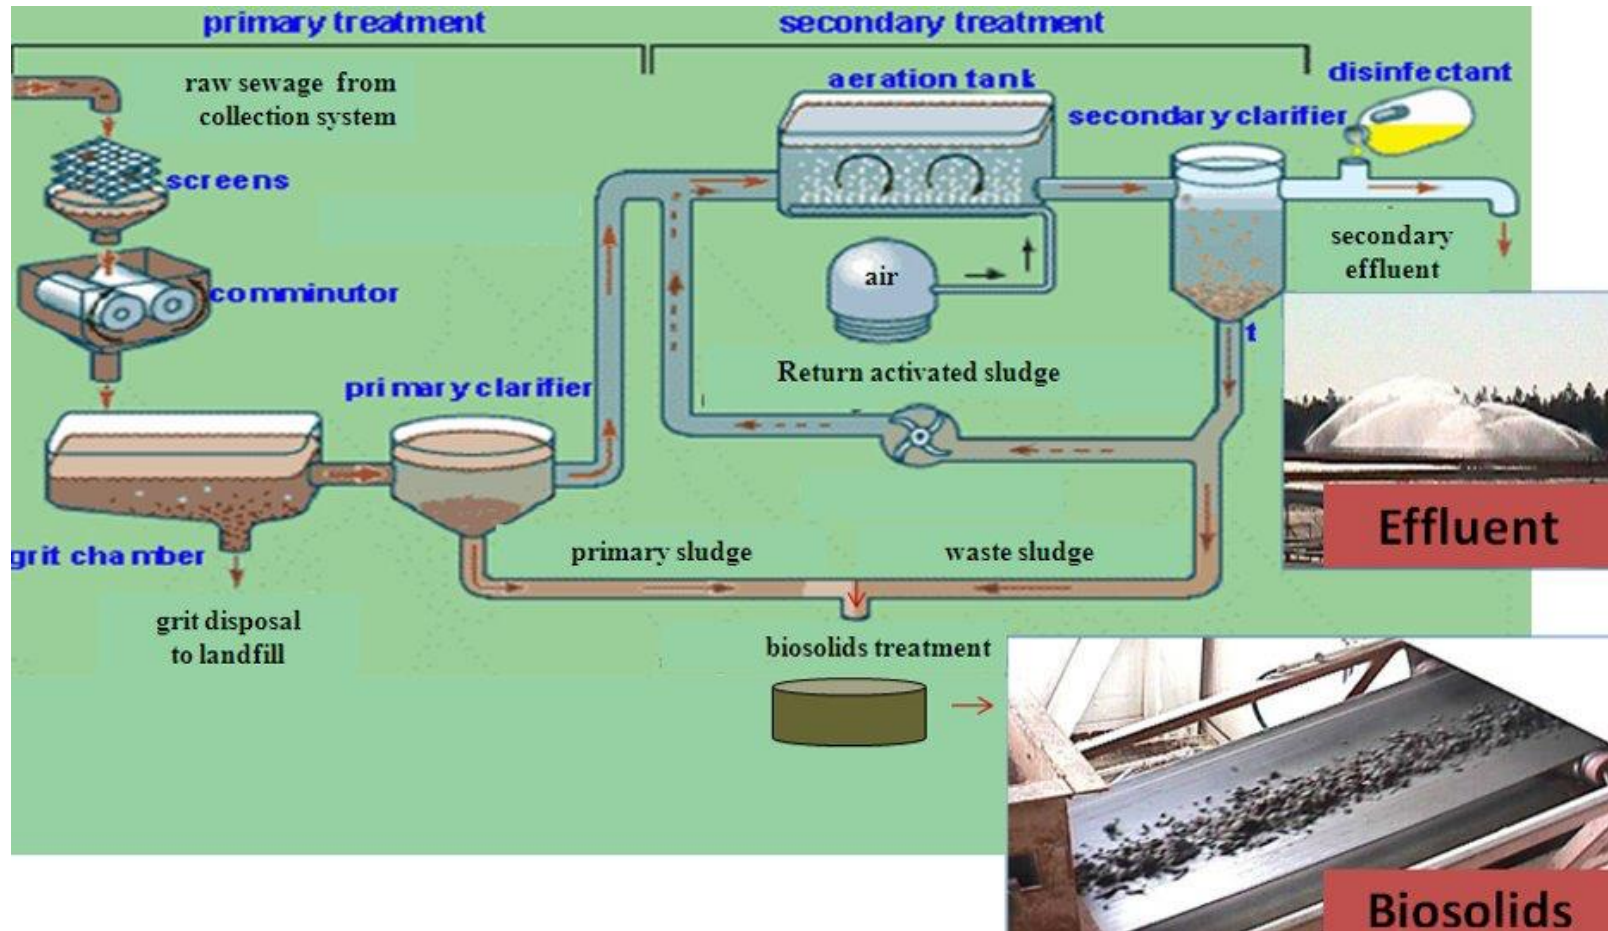 primary treatment
secondary treatment
raw sewage from
collection system
aeration tank
disinfectant
secondary clarifier
screens
secondary
effluent
air
comminutor
t
Return activated sludge
primary clarifier
Effluent
grit chamber
primary sludge
waste sludge
grit disposal
to landfill
biosolids treatment
Biosolids